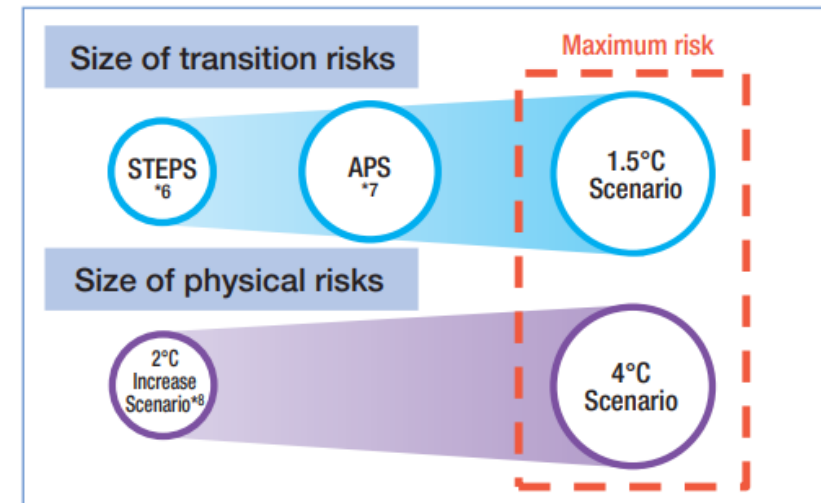 Size of transition risks
Maximum risk
STEPS
*6
APS
*7
1.5°C
Scenario
Size of physical risks
2°C
Increase
Scenario*8
4°C
Scenario